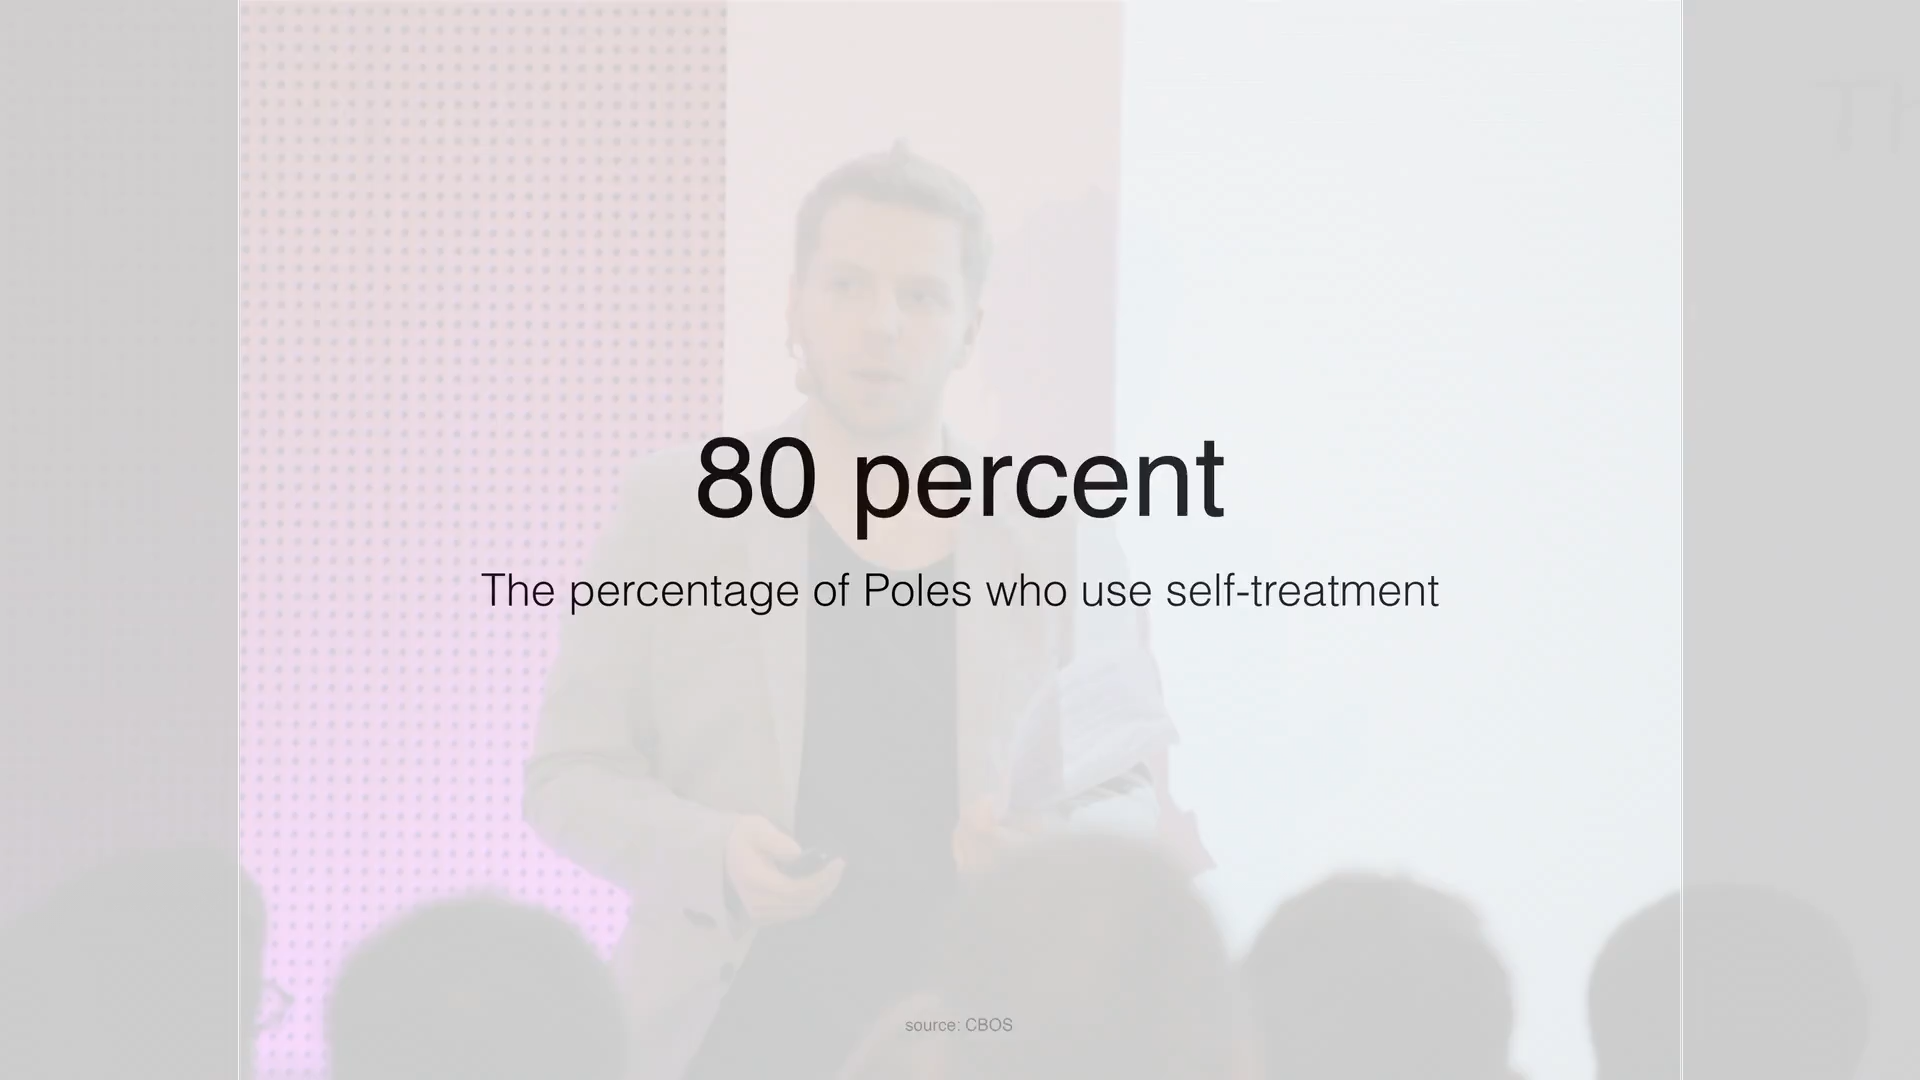 80 percent
The percentage of Poles who use self-treatment
source: CBOS